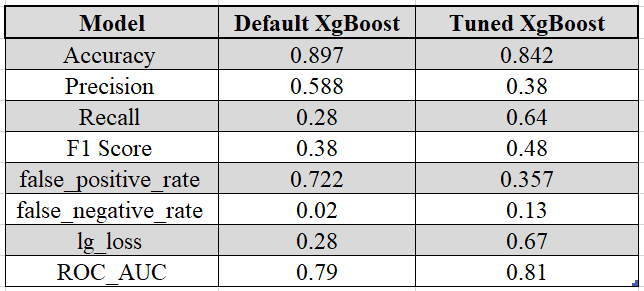 Model Default XgBoost Tuned XgBoost
Accuracy 0.897 0.842
Precision 0.588 0.38
Recall 0.28 0.64
F1 Score 0.38 0.48
false_positive_rate 0.722 0.357
false_negative_rate 0.02 0.13
lg_loss 0.28 0.67
ROC_AUC 0.79 0.81